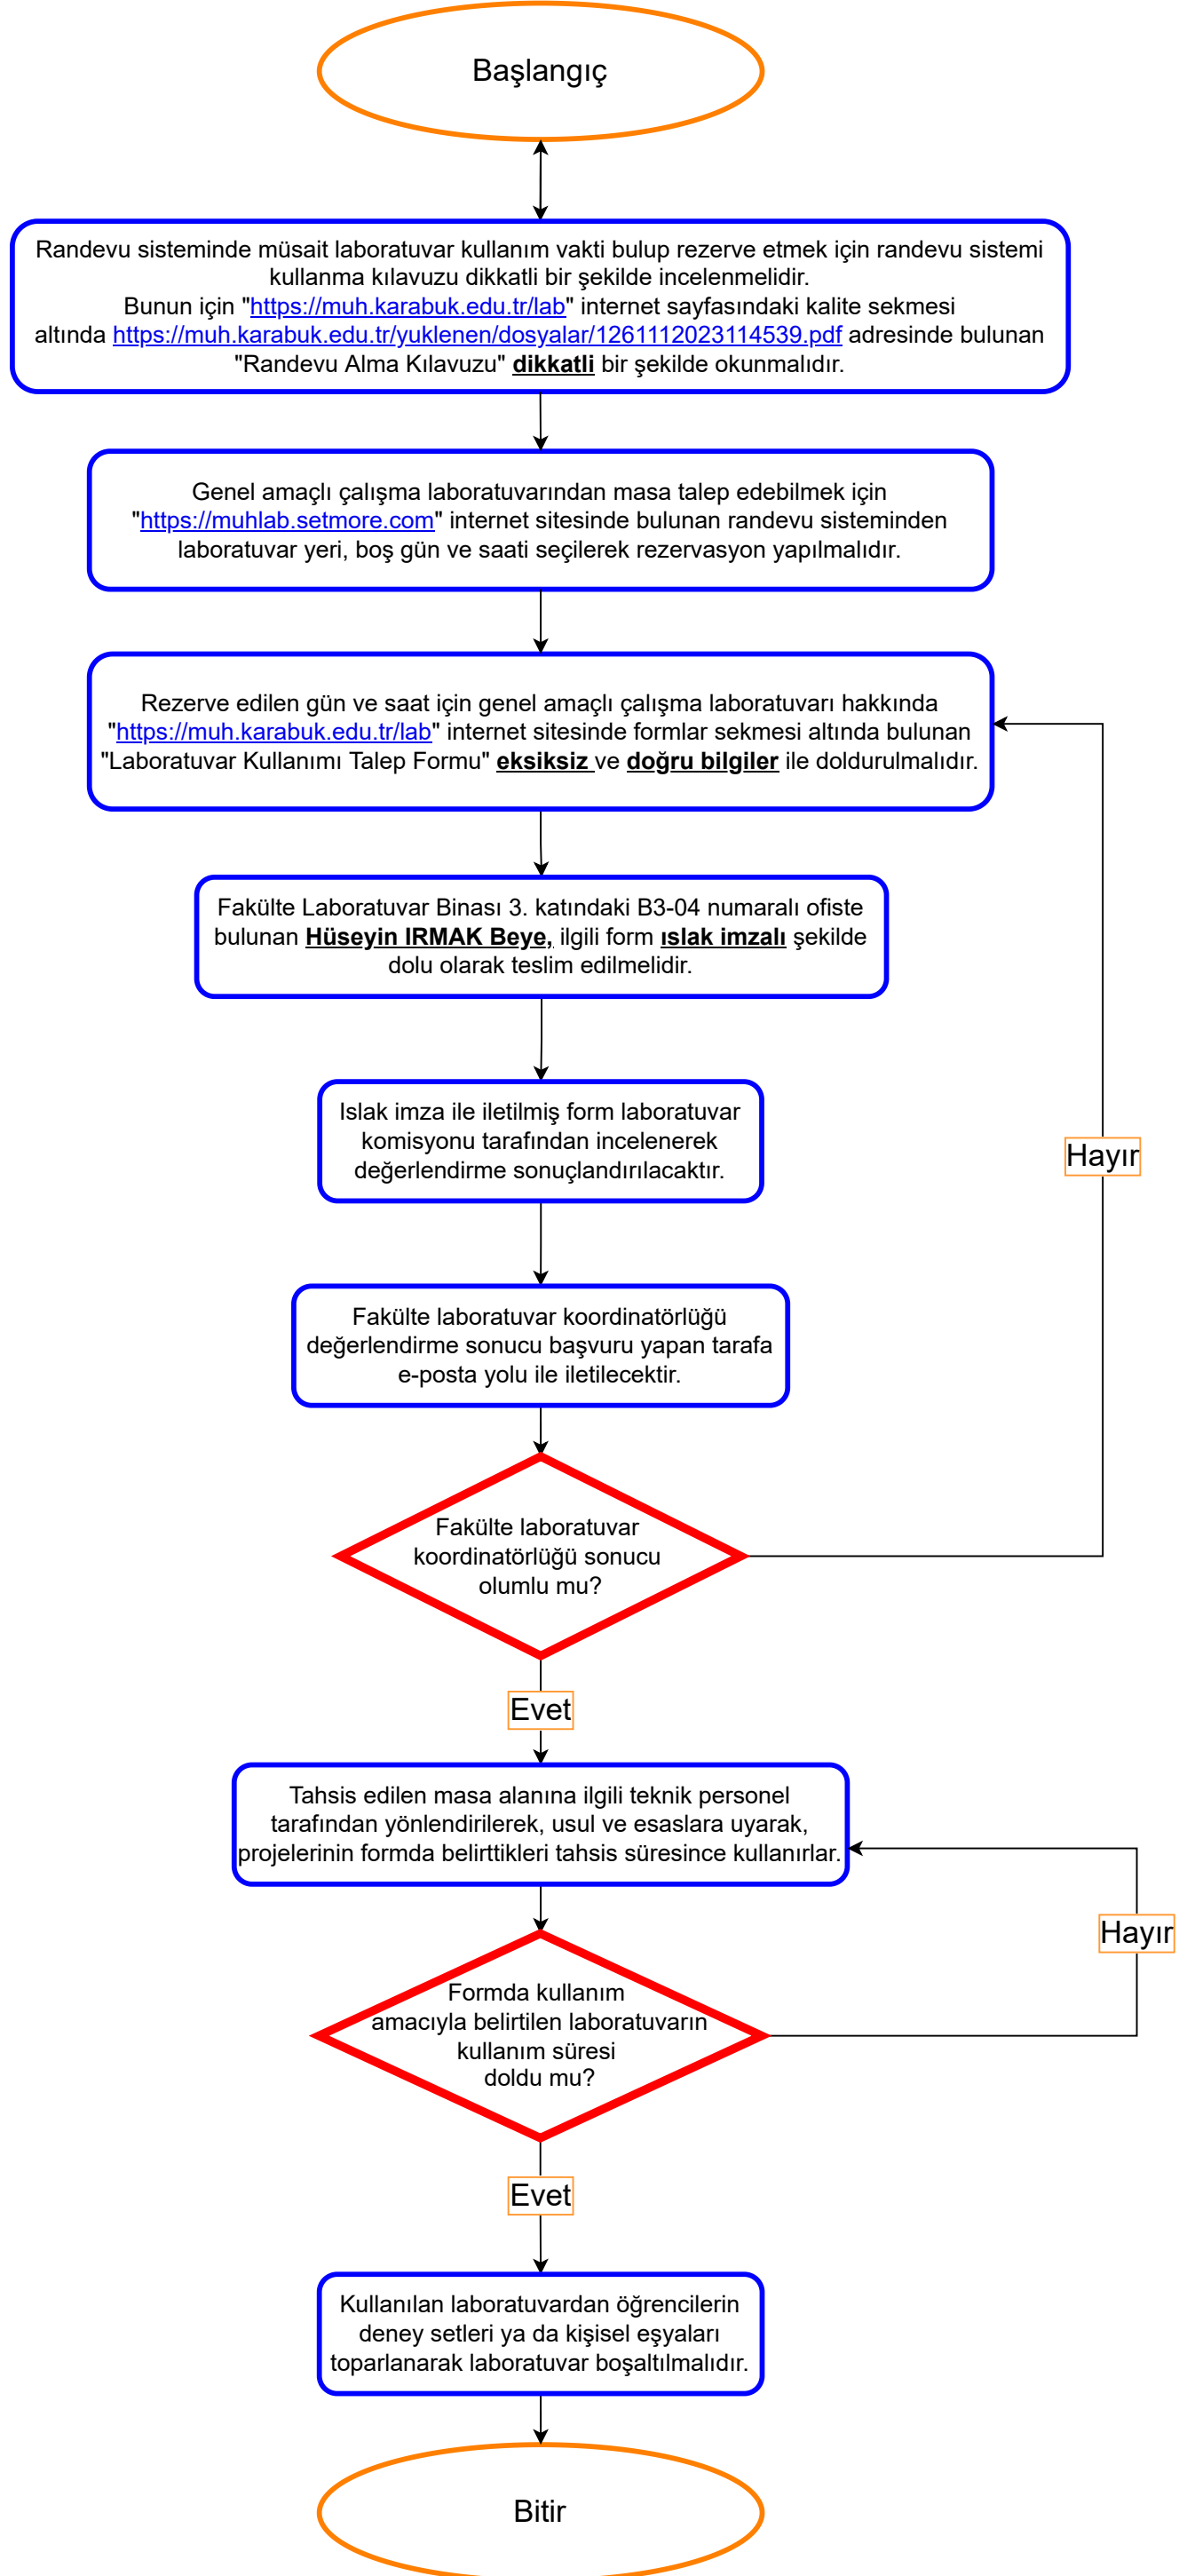 Başlangıç
Randevu sisteminde müsait laboratuvar kullanım vakti bulup rezerve etmek için randevu sistemi
kullanma kılavuzu dikkatli bir şekilde incelenmelidir.
Bunun için "https://muh.karabuk.edu.tr/lab" internet sayfasındaki kalite sekmesi
altında https://muh.karabuk.edu.tr/yuklenen/dosyalar/1261112023114539.pdf adresinde bulunan
"Randevu Alma Kılavuzu" dikkatli bir şekilde okunmalıdır.
Genel amaçlı çalışma laboratuvarından masa talep edebilmek için
"https://muhlab.setmore.com" internet sitesinde bulunan randevu sisteminden
laboratuvar yeri, boş gün ve saati seçilerek rezervasyon yapılmalıdır.
Rezerve edilen gün ve saat için genel amaçlı çalışma laboratuvarı hakkında
"https://muh.karabuk.edu.tr/lab" internet sitesinde formlar sekmesi altında bulunan
"Laboratuvar Kullanımı Talep Formu" eksiksiz ve doğru bilgiler ile doldurulmalıdır.
Fakülte Laboratuvar Binası 3. katındaki B3-04 numaralı ofiste
bulunan Hüseyin IRMAK Beye, ilgili form ıslak imzalı şekilde
dolu olarak teslim edilmelidir.
Islak imza ile iletilmiş form laboratuvar
komisyonu tarafından incelenerek
değerlendirme sonuçlandırılacaktır.
Hayır
Fakülte laboratuvar koordinatörlüğü
değerlendirme sonucu başvuru yapan tarafa
e-posta yolu ile iletilecektir.
Fakülte laboratuvar
koordinatörlüğü sonucu
olumlu mu?
Evet
Tahsis edilen masa alanına ilgili teknik personel
tarafından yönlendirilerek, usul ve esaslara uyarak,
projelerinin formda belirttikleri tahsis süresince kullanırlar.
Hayır
Formda kullanım
amacıyla belirtilen laboratuvarın
kullanım süresi
doldu mu?
Evet
Kullanılan laboratuvardan öğrencilerin
deney setleri ya da kişisel eşyaları
toparlanarak laboratuvar boşaltılmalıdır.
Bitir